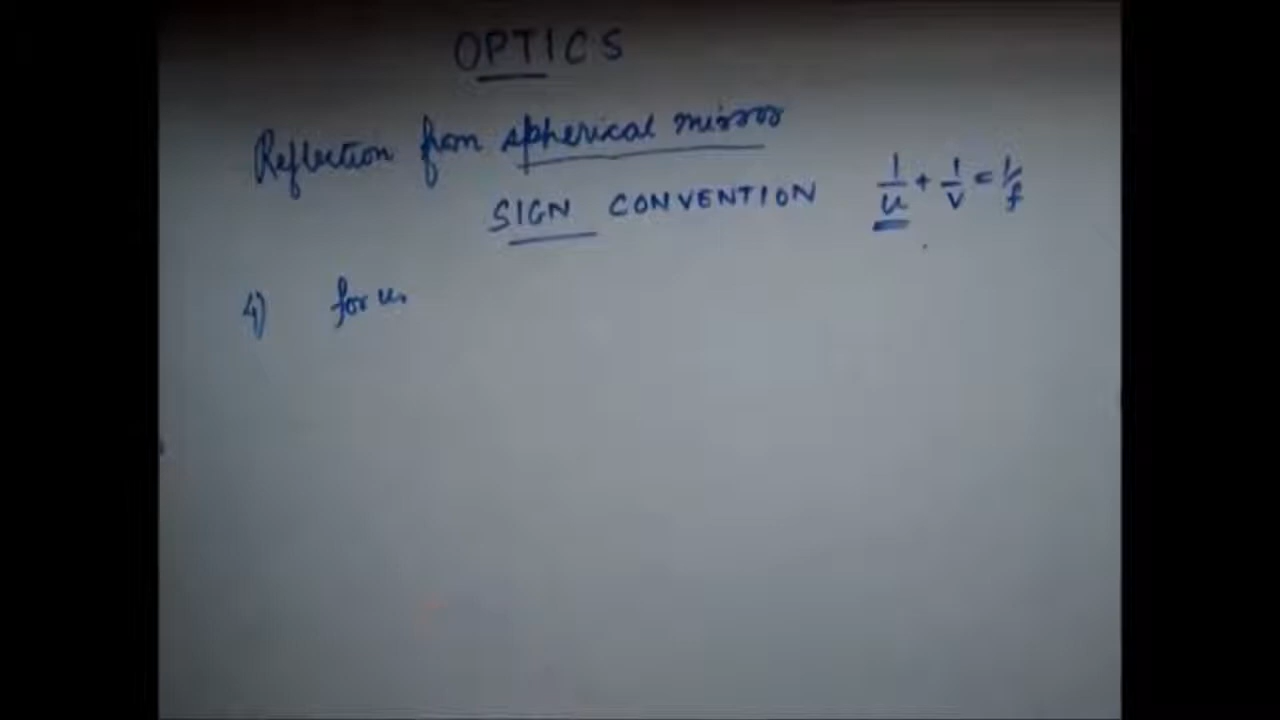 OPTICS
Reflection from spherical mirror
SIGN CONVENTION 1/u + 1/v = 1/f
4) for u.